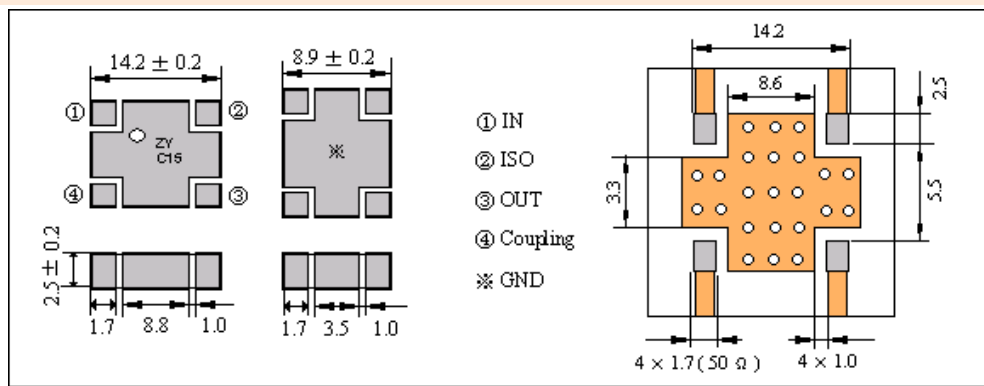 14.2 ± 0.2
① ②
ZY
C15
④ ③
2.5 ± 0.2
1.7 8.8 1.0
8.9 ± 0.2
※
1.7 3.5 1.0
① IN
② ISO
③ OUT
④ Coupling
※ GND
14.2
8.6
2.5
3.3
5.5
4 × 1.7(50 Ω)
4 × 1.0